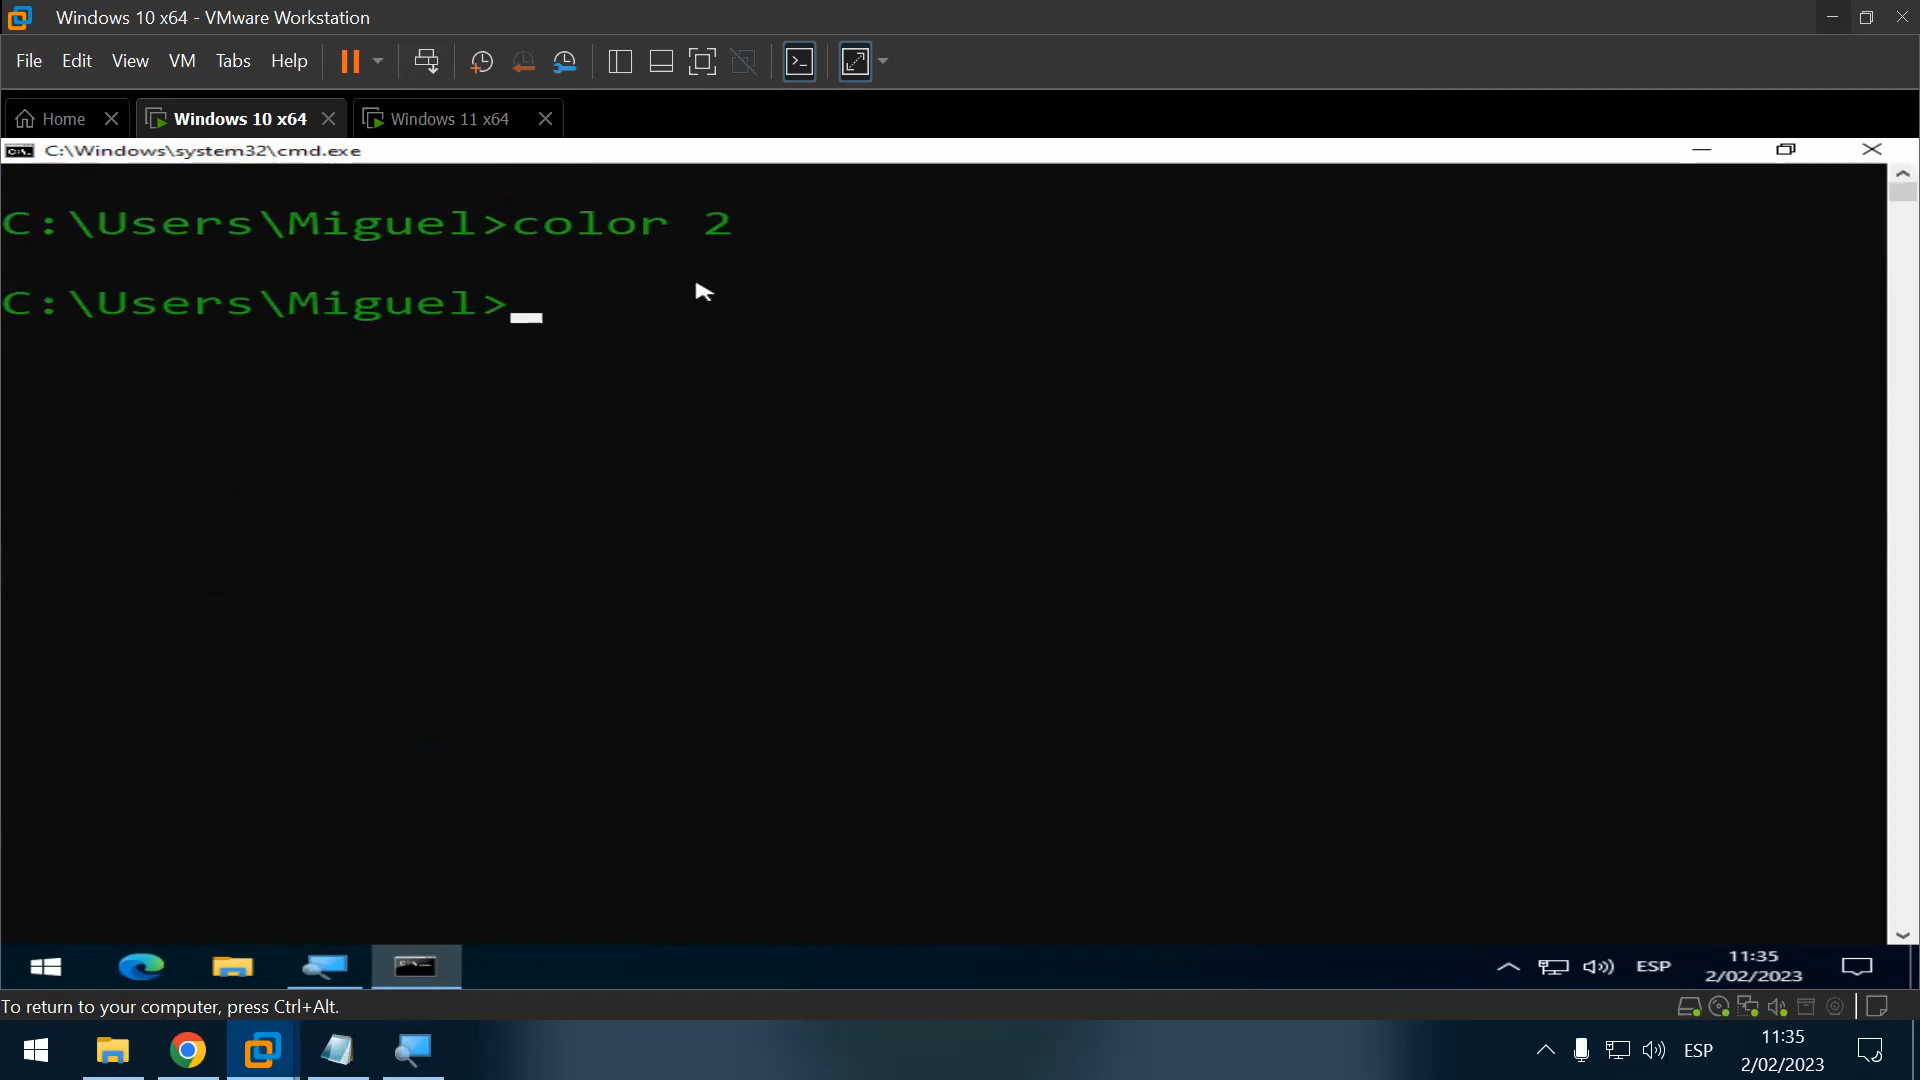 Windows 10 x64 - VMware Workstation
File Edit View VM Tabs Help
Home Windows 10 x64 Windows 11 x64
C:\Windows\system32\cmd.exe
C:\Users\Miguel>color 2
C:\Users\Miguel>
ESP 11:35
2/02/2023
To return to your computer, press Ctrl+Alt.
ESP 11:35
2/02/2023